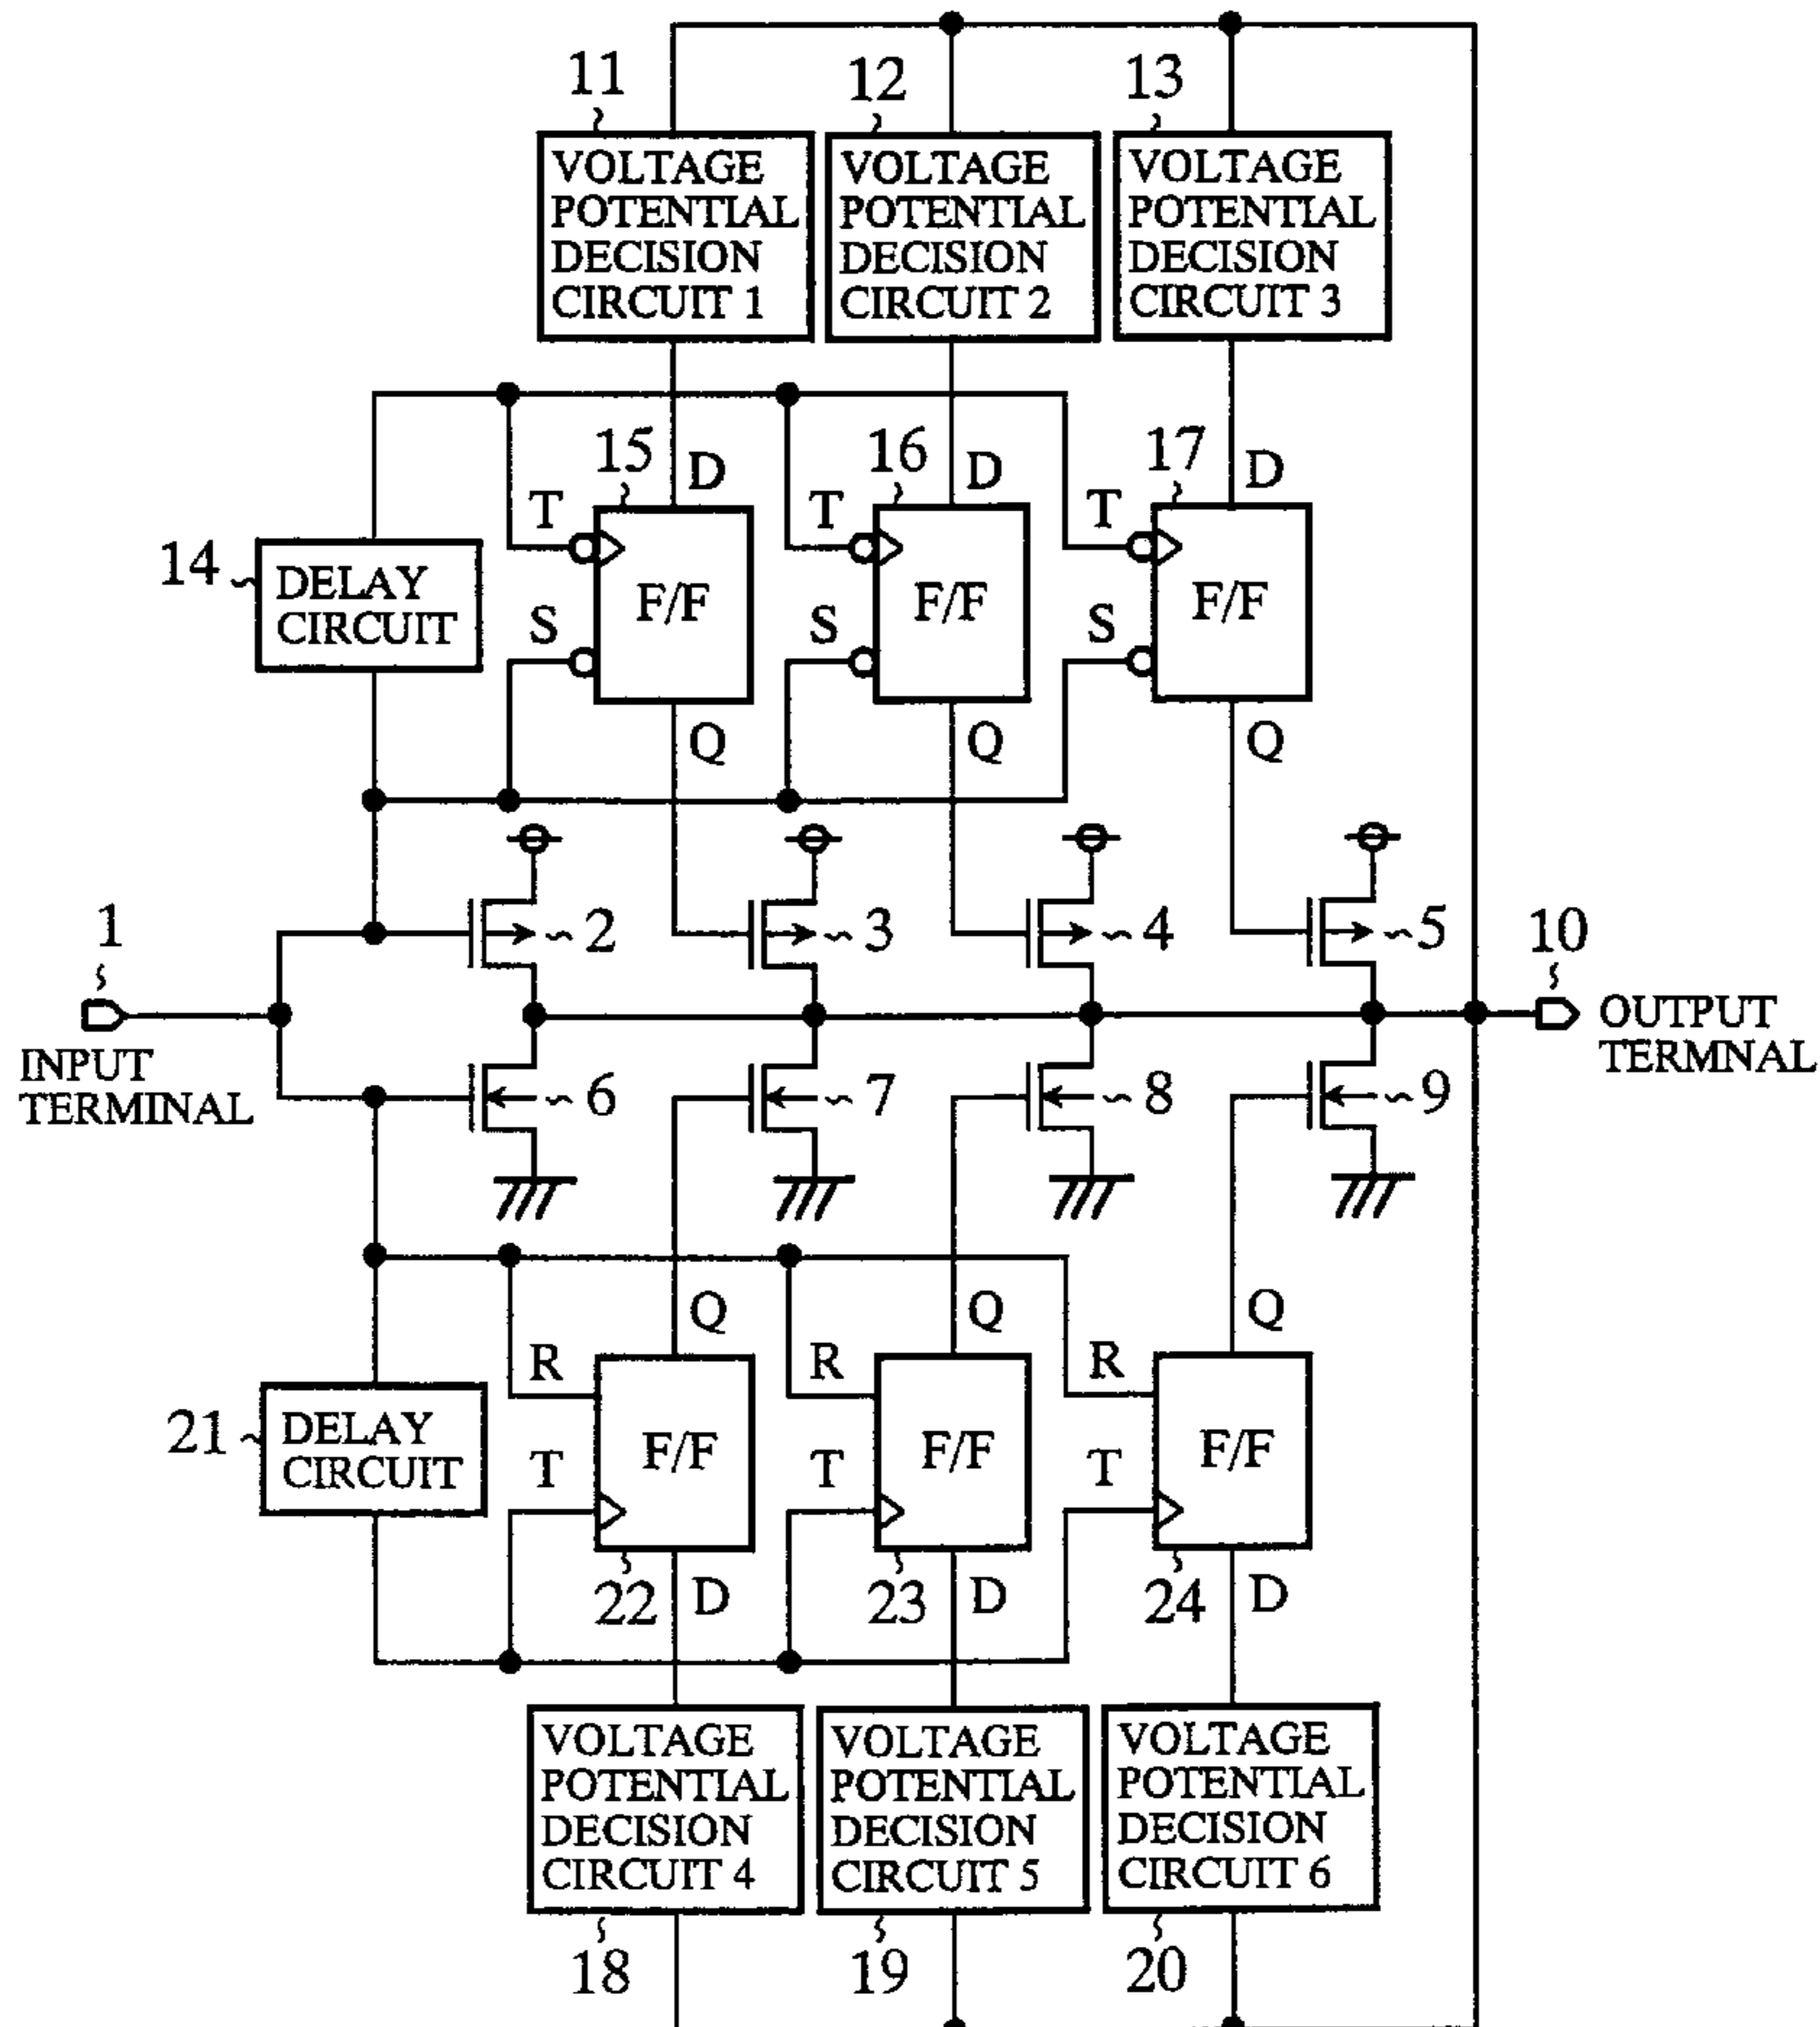 11
12
13
VOLTAGE
POTENTIAL
DECISION
CIRCUIT 1
VOLTAGE
POTENTIAL
DECISION
CIRCUIT 2
VOLTAGE
POTENTIAL
DECISION
CIRCUIT 3
15
D
16
D
17
D
T
T
T
14
DELAY
CIRCUIT
F/F
F/F
F/F
S
S
S
Q
Q
Q
1
2
3
4
5
10
INPUT
TERMINAL
OUTPUT
TERMNAL
6
7
8
9
Q
Q
Q
R
R
R
21
DELAY
CIRCUIT
F/F
F/F
F/F
T
T
T
22
D
23
D
24
D
VOLTAGE
POTENTIAL
DECISION
CIRCUIT 4
VOLTAGE
POTENTIAL
DECISION
CIRCUIT 5
VOLTAGE
POTENTIAL
DECISION
CIRCUIT 6
18
19
20